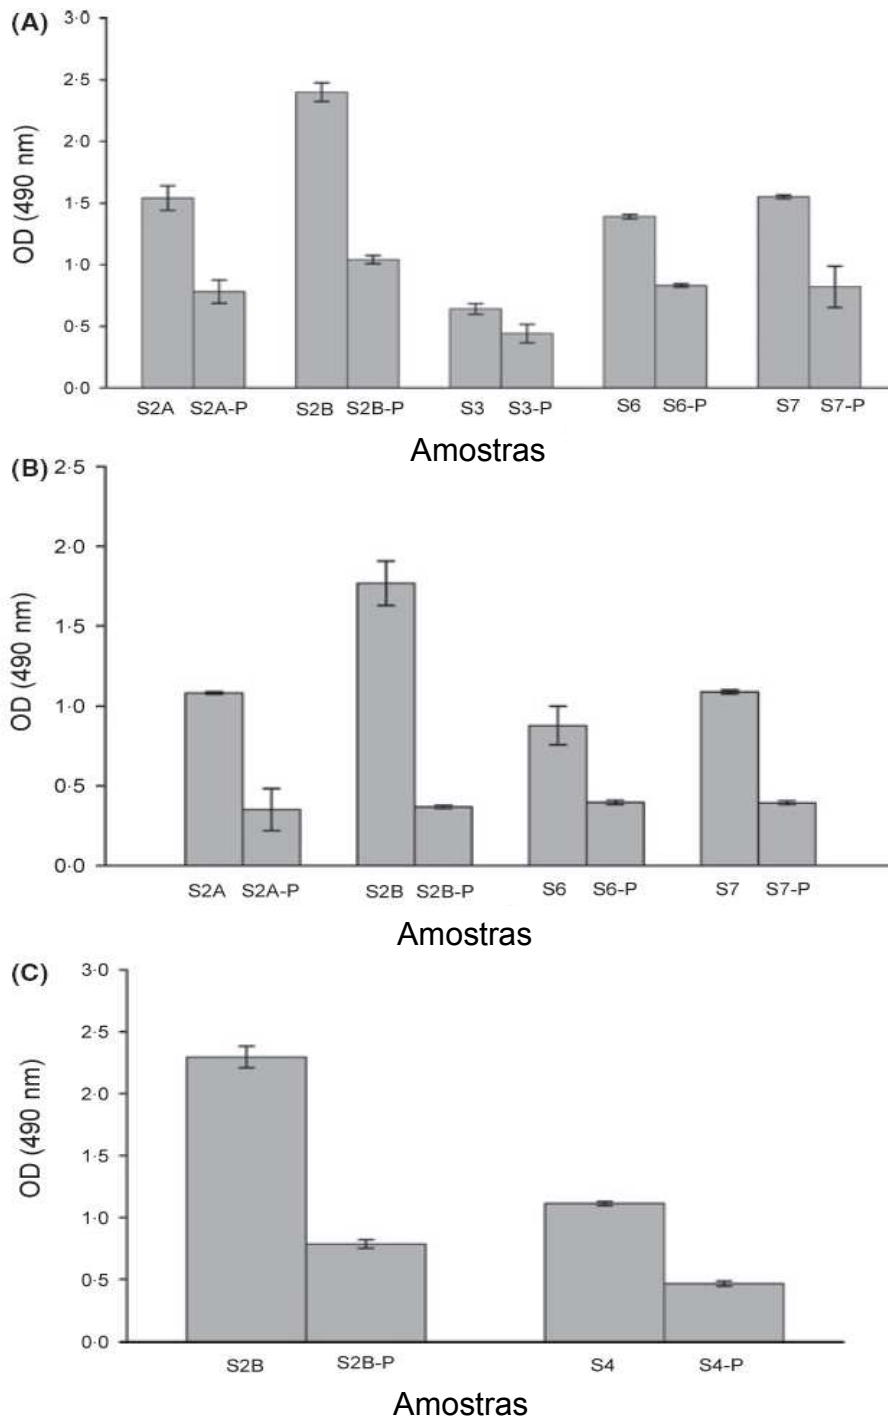 (A)
3·0
2·5
2·0
1·5
1·0
0·5
0·0
OD (490 nm)
S2A S2A-P S2B S2B-P S3 S3-P S6 S6-P S7 S7-P
Amostras
(B)
2·5
2·0
1·5
1·0
0·5
0·0
OD (490 nm)
S2A S2A-P S2B S2B-P S6 S6-P S7 S7-P
Amostras
(C)
3·0
2·5
2·0
1·5
1·0
0·5
0·0
OD (490 nm)
S2B S2B-P S4 S4-P
Amostras